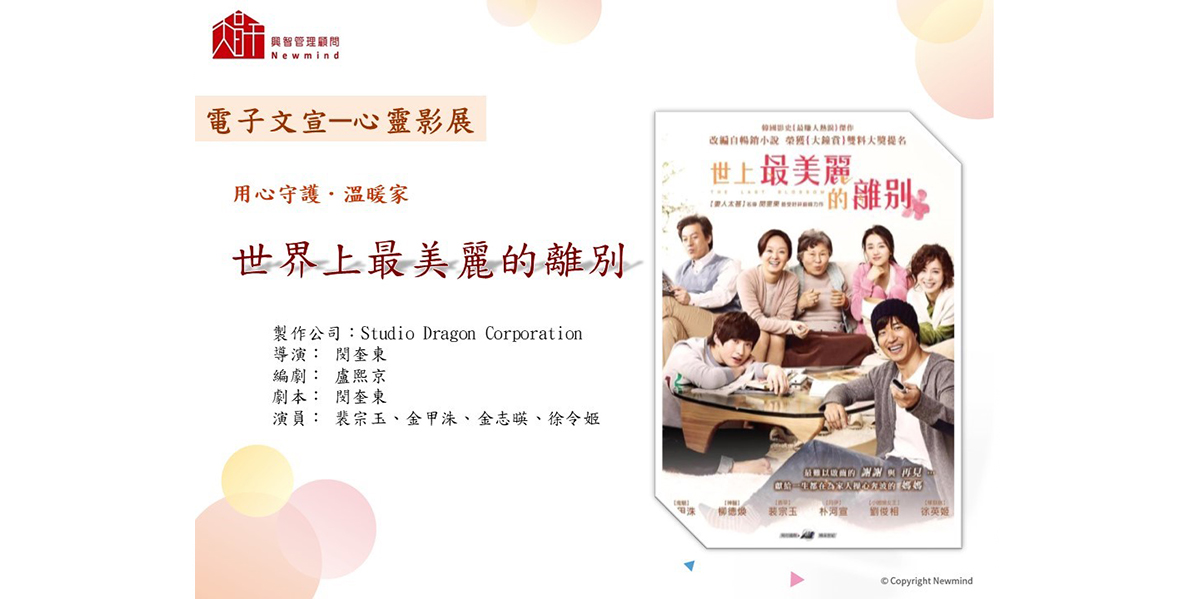 興智管理顧問
Newmind
電子文宣—心靈影展
用心守護·溫暖家
世界上最美麗的離別
製作公司：Studio Dragon Corporation
導演： 閔奎東
編劇： 盧熙京
劇本： 閔奎東
演員： 裴宗玉、金甲洙、金志暎、徐令姬
韓國影史【最賺人熱淚】傑作
改編自暢銷小說 榮獲【大鐘賞】雙料大獎提名
世上最美麗的離別
THE LAST BLOSSOM
最難以啟齒的 謝謝 與 再見…
獻給一生都在為家人操心奔波的 媽媽
洙 柳德煥 裴宗玉 朴河宣 劉俊相 徐英姬
© Copyright Newmind